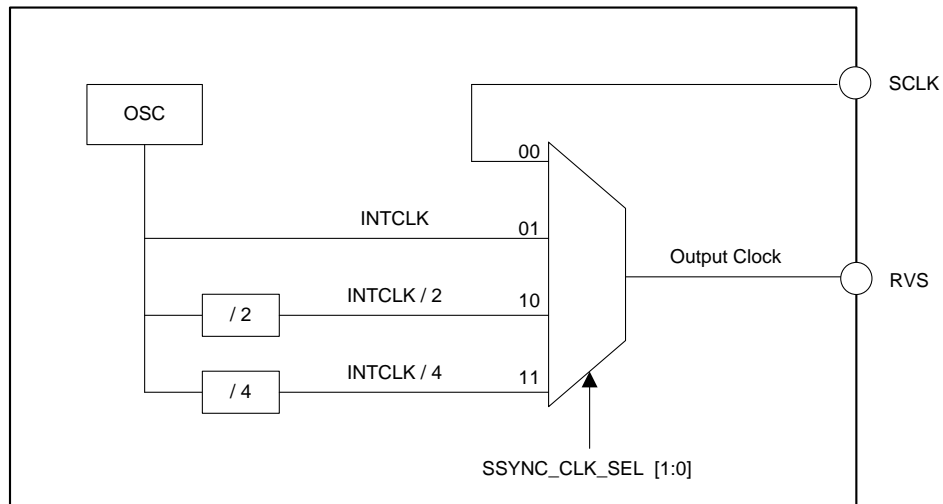 SCLK
OSC
00
INTCLK
01
Output Clock
RVS
INTCLK / 2
10
/ 2
INTCLK / 4
11
/ 4
SSYNC_CLK_SEL [1:0]